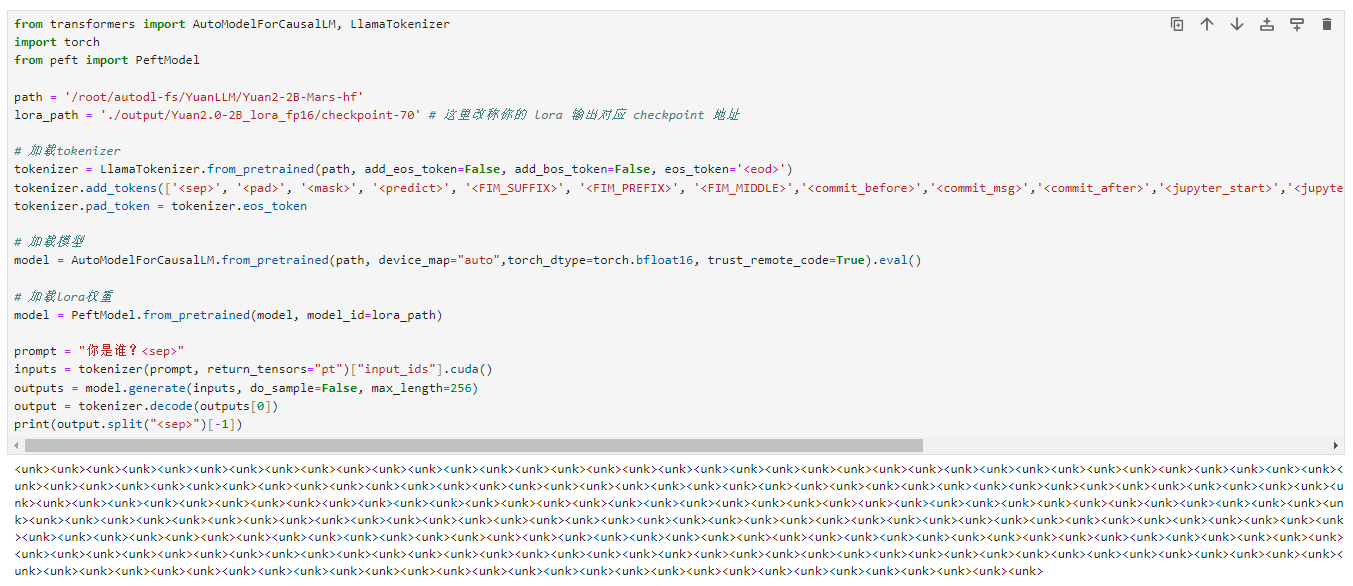 from transformers import AutoModelForCausalLM, LlamaTokenizer
import torch
from peft import PeftModel
path = '/root/autodl-fs/YuanLLM/Yuan2-2B-Mars-hf'
lora_path = './output/Yuan2.0-2B_lora_fp16/checkpoint-70' # 这里改称你的 lora 输出对应 checkpoint 地址
# 加载tokenizer
tokenizer = LlamaTokenizer.from_pretrained(path, add_eos_token=False, add_bos_token=False, eos_token='<eod>')
tokenizer.add_tokens(['<sep>', '<pad>', '<mask>', '<predict>', '<FIM_SUFFIX>', '<FIM_PREFIX>', '<FIM_MIDDLE>','<commit_before>','<commit_msg>','<commit_after>','<jupyter_start>','<jupyte
tokenizer.pad_token = tokenizer.eos_token
# 加载模型
model = AutoModelForCausalLM.from_pretrained(path, device_map="auto",torch_dtype=torch.bfloat16, trust_remote_code=True).eval()
# 加载lora权重
model = PeftModel.from_pretrained(model, model_id=lora_path)
prompt = "你是谁？<sep>"
inputs = tokenizer(prompt, return_tensors="pt")["input_ids"].cuda()
outputs = model.generate(inputs, do_sample=False, max_length=256)
output = tokenizer.decode(outputs[0])
print(output.split("<sep>")[-1])
<unk><unk><unk><unk><unk><unk><unk><unk><unk><unk><unk><unk><unk><unk><unk><unk><unk><unk><unk><unk><unk><unk><unk><unk><unk><unk><unk><unk><unk><unk><unk><unk><unk><unk><unk><unk><unk><
unk><unk><unk><unk><unk><unk><unk><unk><unk><unk><unk><unk><unk><unk><unk><unk><unk><unk><unk><unk><unk><unk><unk><unk><unk><unk><unk><unk><unk><unk><unk><unk><unk><unk><unk><unk><unk><u
nk><unk><unk><unk><unk><unk><unk><unk><unk><unk><unk><unk><unk><unk><unk><unk><unk><unk><unk><unk><unk><unk><unk><unk><unk><unk><unk><unk><unk><unk><unk><unk><unk><unk><unk><unk><unk><un
k><unk><unk><unk><unk><unk><unk><unk><unk><unk><unk><unk><unk><unk><unk><unk><unk><unk><unk><unk><unk><unk><unk><unk><unk><unk><unk><unk><unk><unk><unk><unk><unk><unk><unk><unk><unk><unk
><unk><unk><unk><unk><unk><unk><unk><unk><unk><unk><unk><unk><unk><unk><unk><unk><unk><unk><unk><unk><unk><unk><unk><unk><unk><unk><unk><unk><unk><unk><unk><unk><unk><unk><unk><unk><unk>
<unk><unk><unk><unk><unk><unk><unk><unk><unk><unk><unk><unk><unk><unk><unk><unk><unk><unk><unk><unk><unk><unk><unk><unk><unk><unk><unk><unk><unk><unk><unk><unk><unk><unk><unk><unk><unk><
unk><unk><unk><unk><unk><unk><unk><unk><unk><unk><unk><unk><unk><unk><unk><unk><unk><unk><unk><unk><unk><unk><unk><unk><unk><unk><unk><unk><unk>